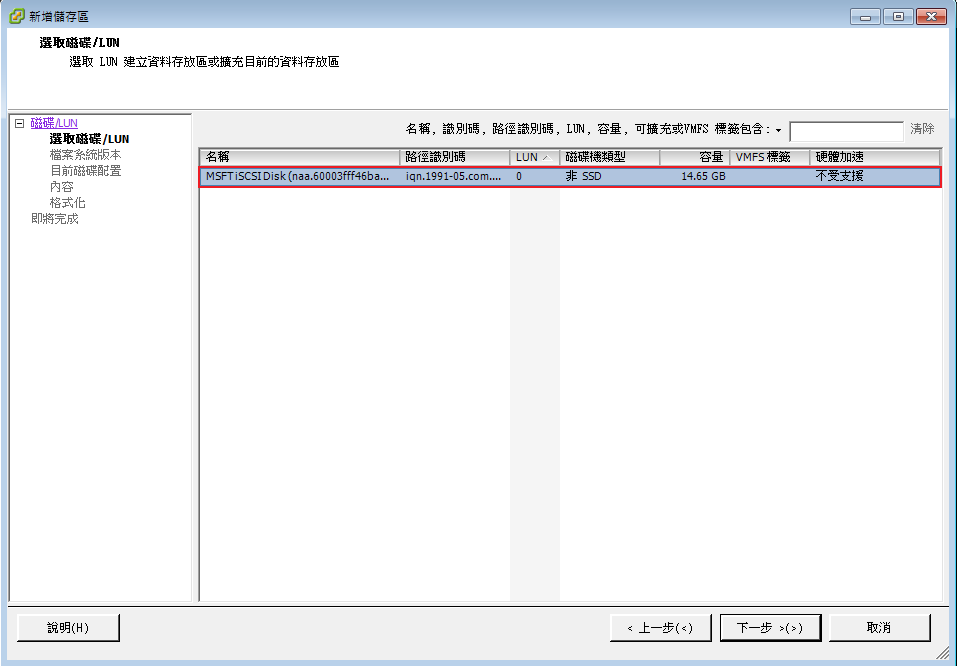 新增儲存區
選取磁碟/LUN
選取 LUN 建立資料存放區或擴充目前的資料存放區
磁碟/LUN
選取磁碟/LUN
檔案系統版本
目前磁碟配置
內容
格式化
即將完成
名稱, 識別碼, 路徑識別碼, LUN, 容量, 可擴充或VMFS 標籤包含: 清除
名稱 路徑識別碼 LUN 磁碟機類型 容量 VMFS 標籤 硬體加速
MSFT iSCSI Disk (naa.60003fff46ba... iqn.1991-05.com.... 0 非 SSD 14.65 GB 不受支援
說明(H) < 上一步(<) 下一步 >(>) 取消